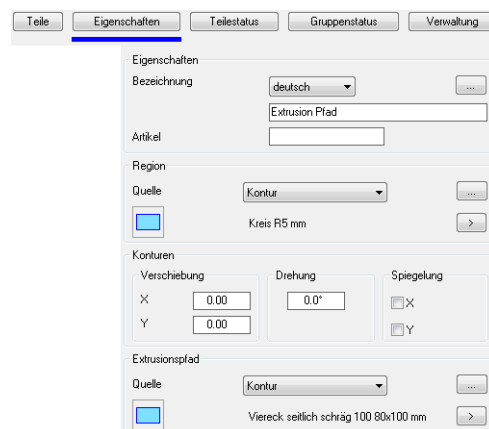 Teile Eigenschaften Teilestatus Gruppenstatus Verwaltung
Eigenschaften
Bezeichnung deutsch ...
Extrusion Pfad
Artikel
Region
Quelle Kontur ...
Kreis R5 mm >
Konturen
Verschiebung Drehung Spiegelung
X 0.00 0.0° X
Y 0.00 Y
Extrusionspfad
Quelle Kontur ...
Viereck seitlich schräg 100 80x100 mm >